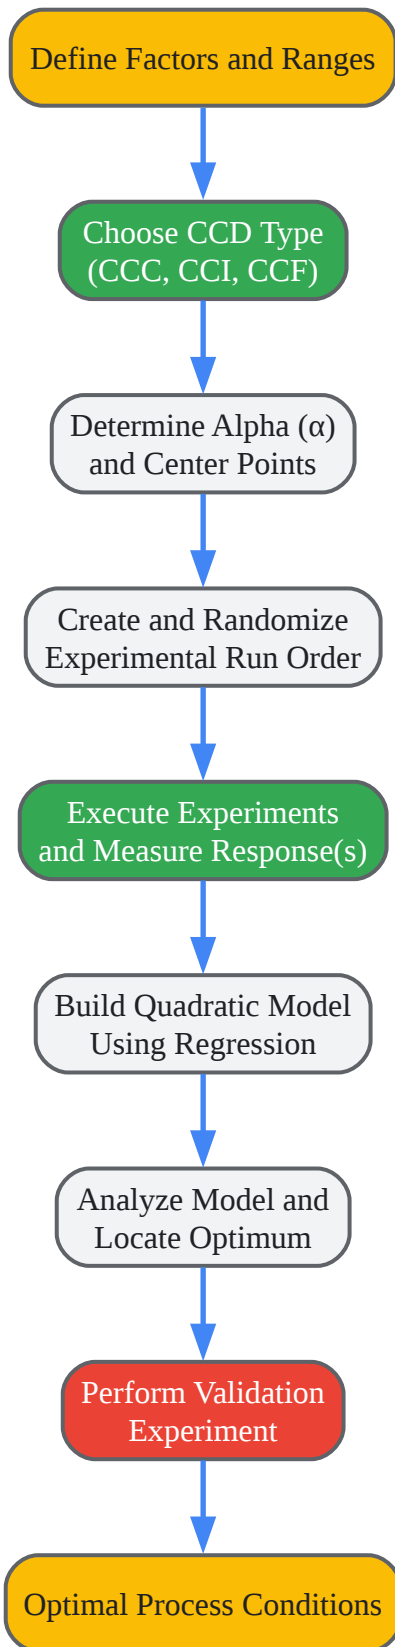 Define Factors and Ranges
Choose CCD Type
(CCC, CCI, CCF)
Determine Alpha (α)
and Center Points
Create and Randomize
Experimental Run Order
Execute Experiments
and Measure Response(s)
Build Quadratic Model
Using Regression
Analyze Model and
Locate Optimum
Perform Validation
Experiment
Optimal Process Conditions